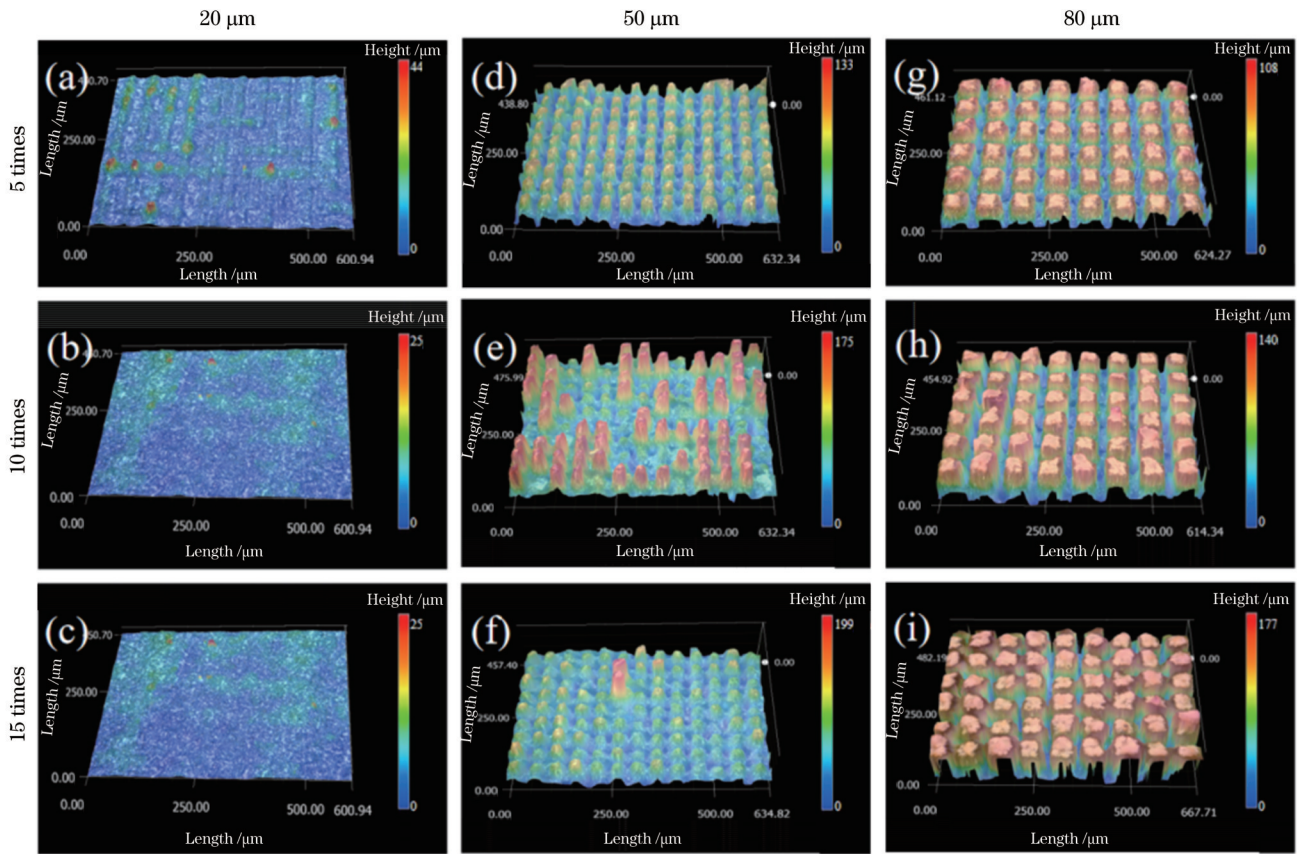 20 μm
50 μm
80 μm
5 times
(a)
Height /μm
44
0
Length /μm
250.00
0.00
0.00
250.00
500.00
600.94
Length /μm
(d)
Height /μm
133
0
0.00
Length /μm
438.80
250.00
0.00
0.00
250.00
500.00
632.34
Length /μm
(g)
Height /μm
108
0
0.00
Length /μm
461.12
250.00
0.00
0.00
250.00
500.00
624.27
Length /μm
10 times
(b)
Height /μm
25
0
Length /μm
250.00
0.00
0.00
250.00
500.00
600.94
Length /μm
(e)
Height /μm
175
0
0.00
Length /μm
475.99
250.00
0.00
0.00
250.00
500.00
632.34
Length /μm
(h)
Height /μm
140
0
0.00
Length /μm
454.92
250.00
0.00
0.00
250.00
500.00
614.34
Length /μm
15 times
(c)
Height /μm
25
0
Length /μm
250.00
0.00
0.00
250.00
500.00
600.94
Length /μm
(f)
Height /μm
199
0
0.00
Length /μm
457.40
250.00
0.00
0.00
250.00
500.00
634.82
Length /μm
(i)
Height /μm
177
0
0.00
Length /μm
482.19
250.00
0.00
0.00
250.00
500.00
667.71
Length /μm